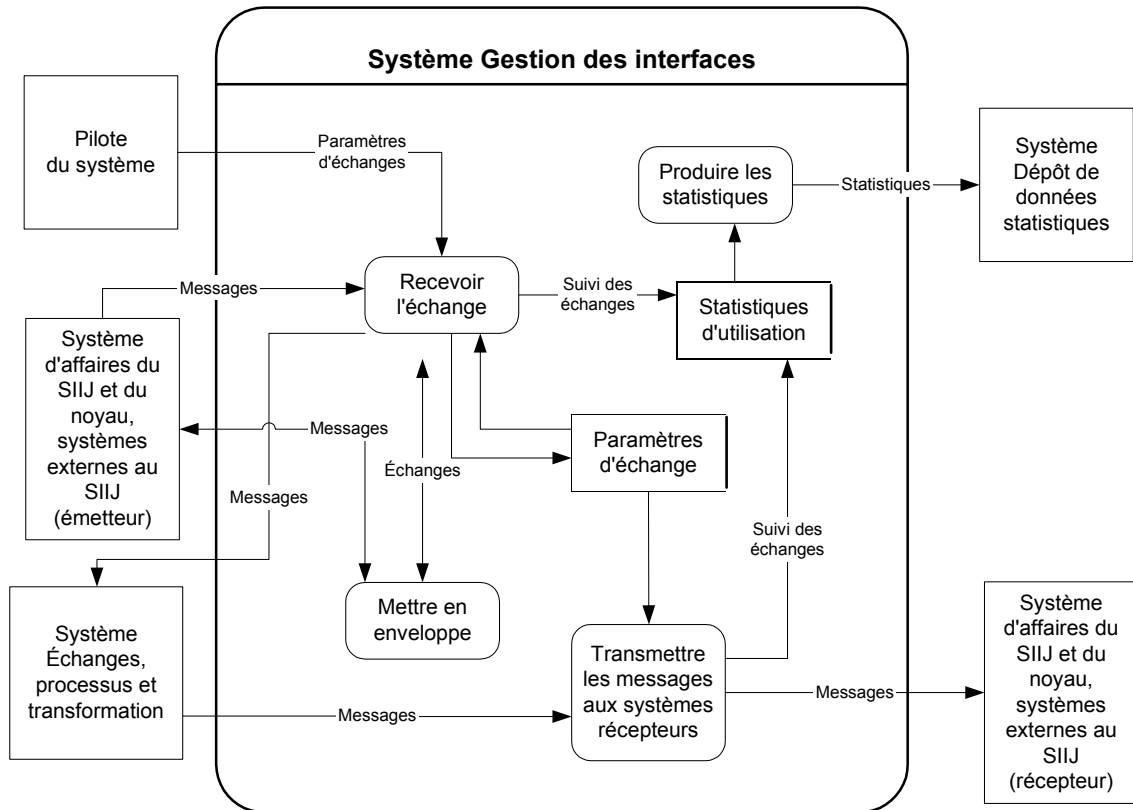 Système Gestion des interfaces
Pilote
du système
Paramètres
d'échanges
Produire les
statistiques
Statistiques
Système
Dépôt de
données
statistiques
Messages
Recevoir
l'échange
Suivi des
échanges
Statistiques
d'utilisation
Système
d'affaires du
SIIJ et du
noyau,
systèmes
externes au
SIIJ
(émetteur)
Messages
Échanges
Paramètres
d'échange
Messages
Suivi des
échanges
Mettre en
enveloppe
Système
Échanges,
processus et
transformation
Messages
Transmettre
les messages
aux systèmes
récepteurs
Messages
Système
d'affaires du
SIIJ et du
noyau,
systèmes
externes au
SIIJ
(récepteur)